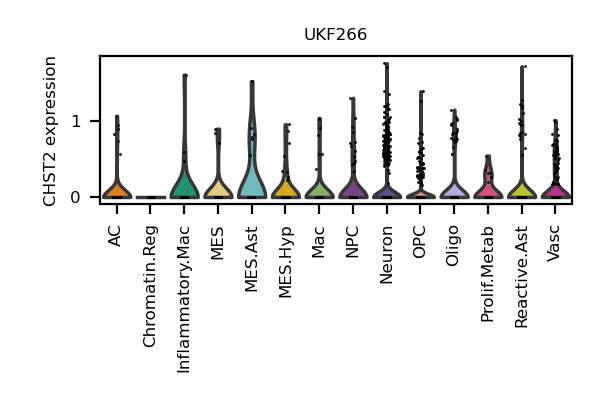 UKF266
CHST2 expression
1
0
AC
Chromatin.Reg
Inflammatory.Mac
MES
MES.Ast
MES.Hyp
Mac
NPC
Neuron
OPC
Oligo
Prolif.Metab
Reactive.Ast
Vasc